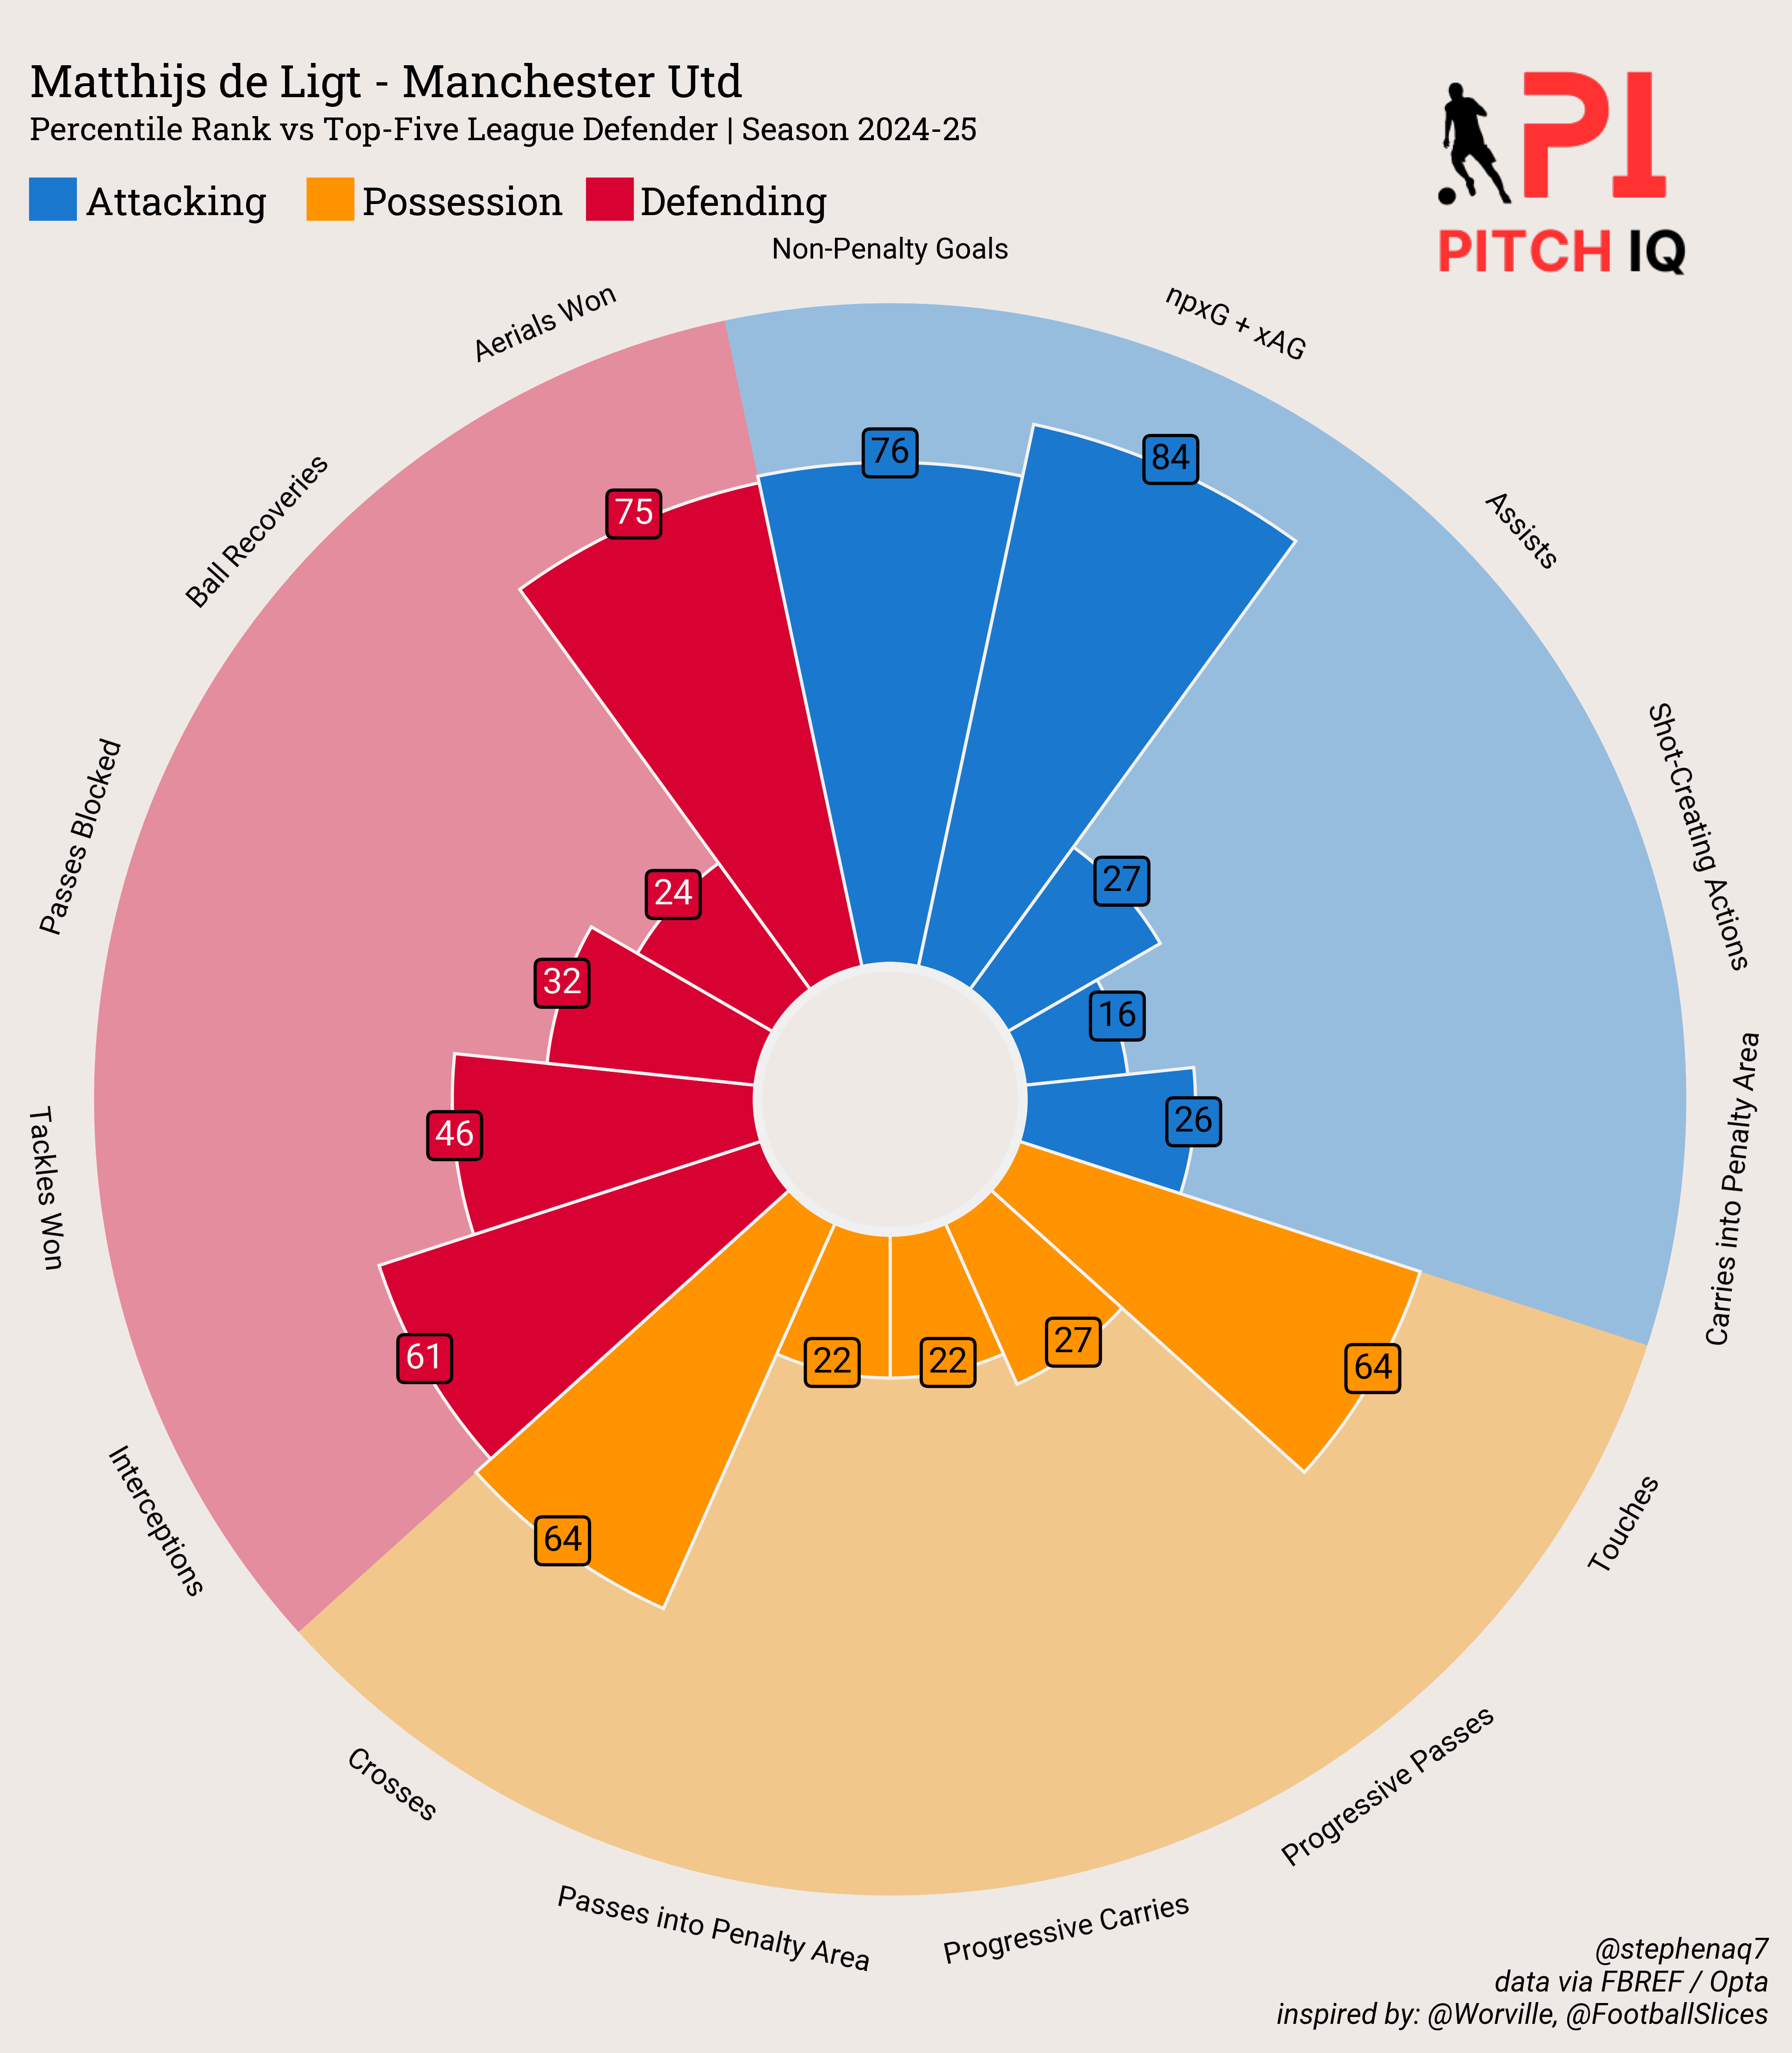 Matthijs de Ligt - Manchester Utd
Percentile Rank vs Top-Five League Defender | Season 2024-25
Attacking Possession Defending
PI
PITCH IQ
Non-Penalty Goals
npxG + xAG
Assists
Shot-Creating Actions
Carries into Penalty Area
Touches
Progressive Passes
Progressive Carries
Passes into Penalty Area
Crosses
Interceptions
Tackles Won
Passes Blocked
Ball Recoveries
Aerials Won
76
84
27
16
26
64
27
22
22
64
61
46
32
24
75
@stephenaq7
data via FBREF / Opta
inspired by: @Worville, @FootballSlices